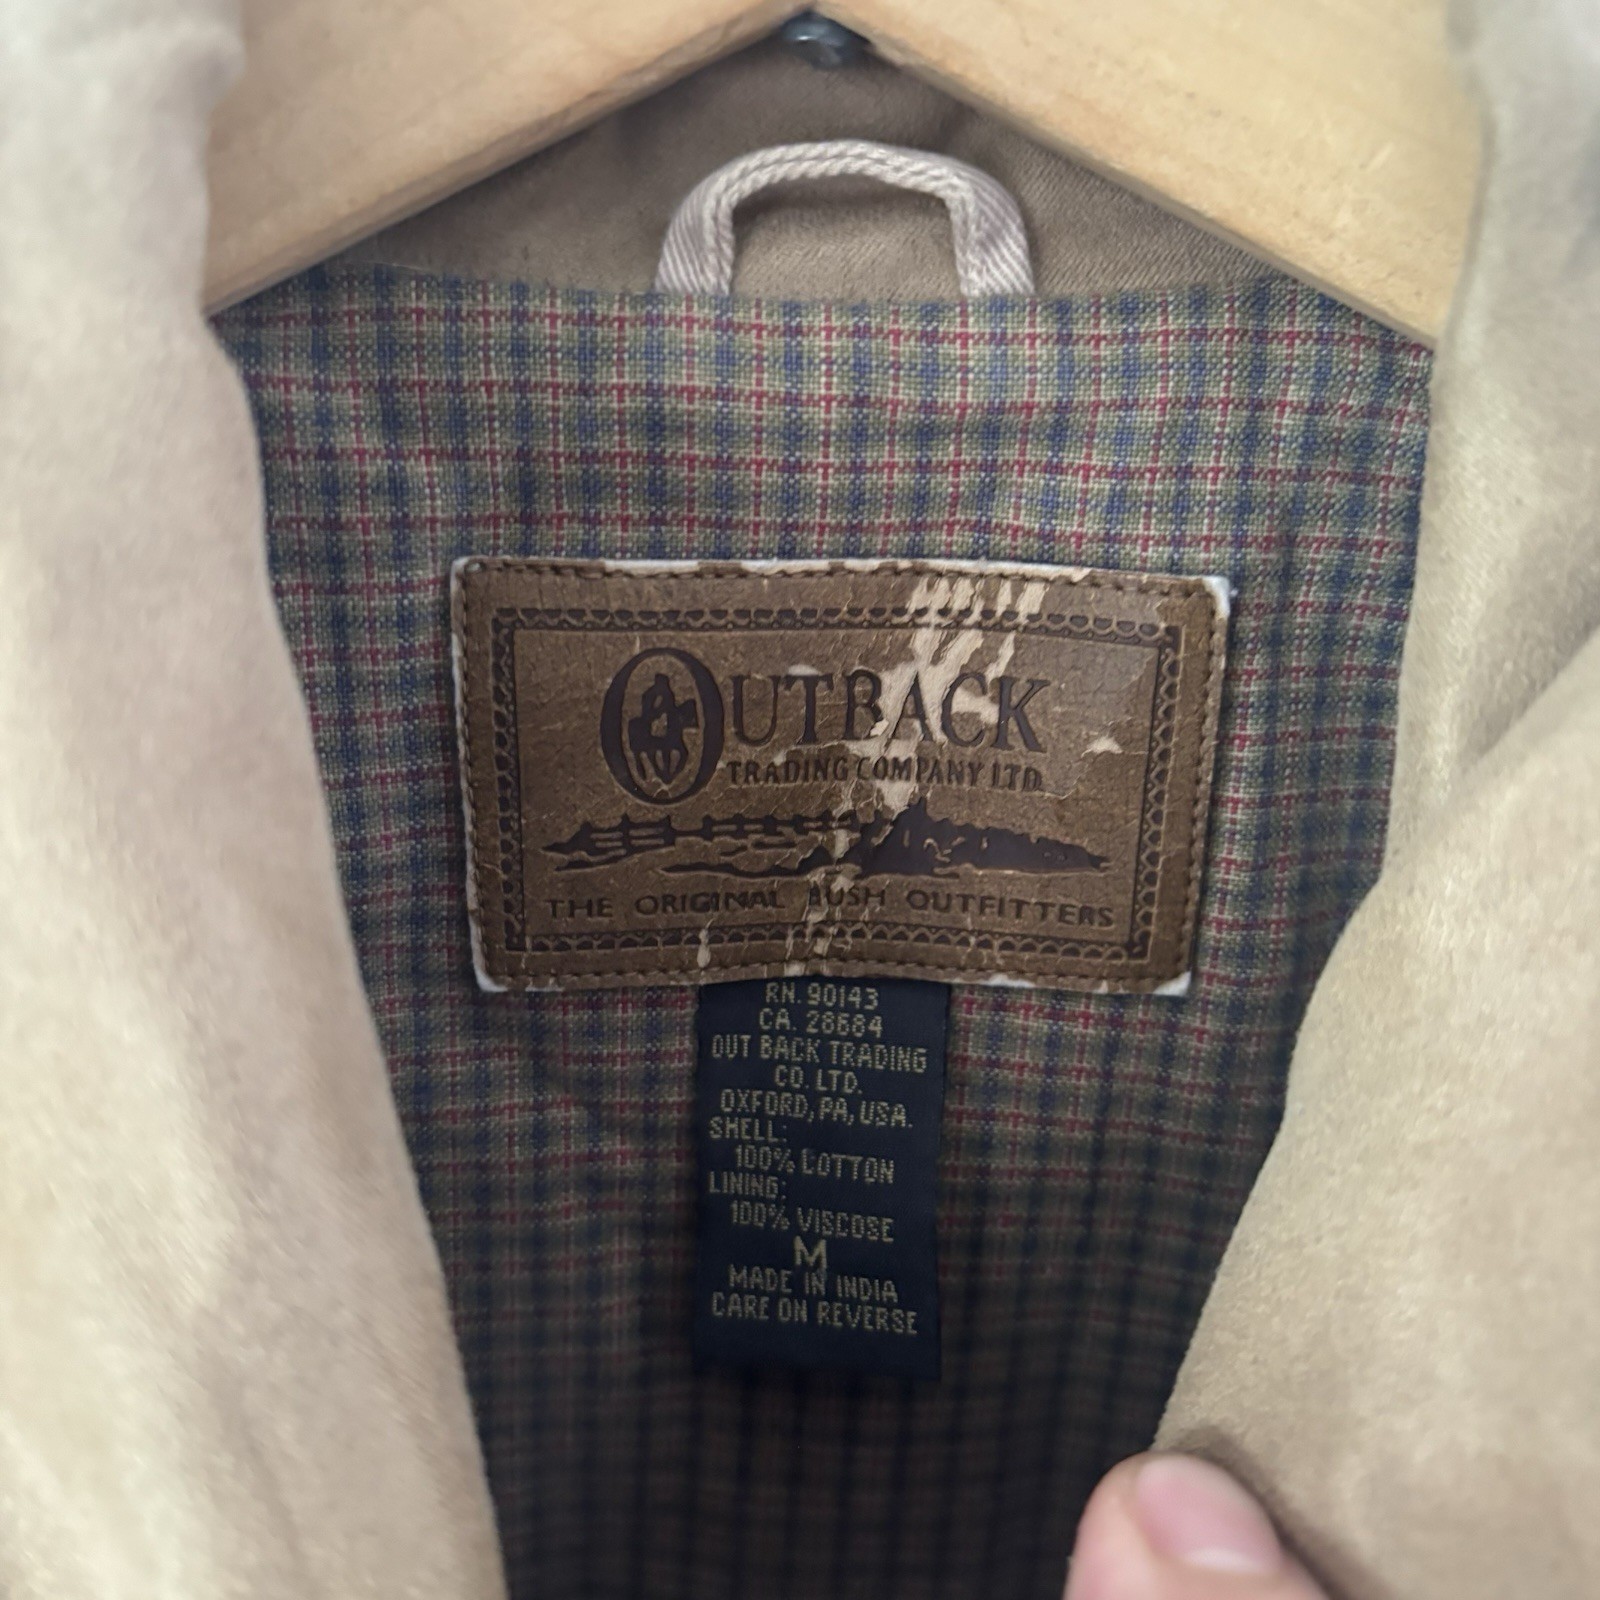 OUTBACK
TRADING COMPANY LTD.
THE ORIGINAL BUSH OUTFITTERS
RN. 90143
CA. 28684
OUT BACK TRADING
CO. LTD.
OXFORD, PA, USA.
SHELL:
100% COTTON
LINING:
100% VISCOSE
M
MADE IN INDIA
CARE ON REVERSE